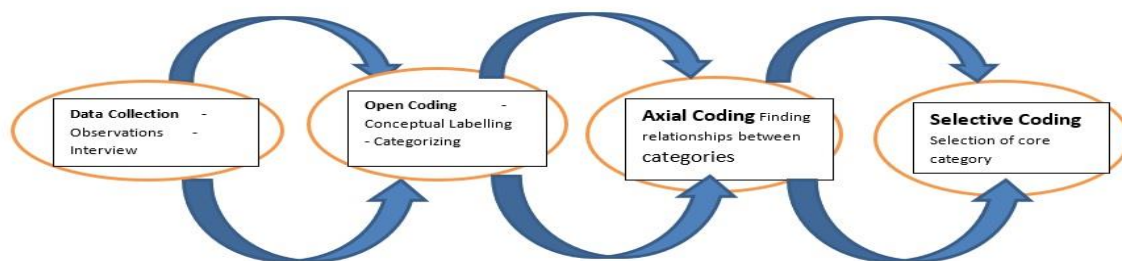 Data Collection -
Observations -
Interview
Open Coding -
Conceptual Labelling
- Categorizing
Axial Coding Finding
relationships between
categories
Selective Coding
Selection of core
category